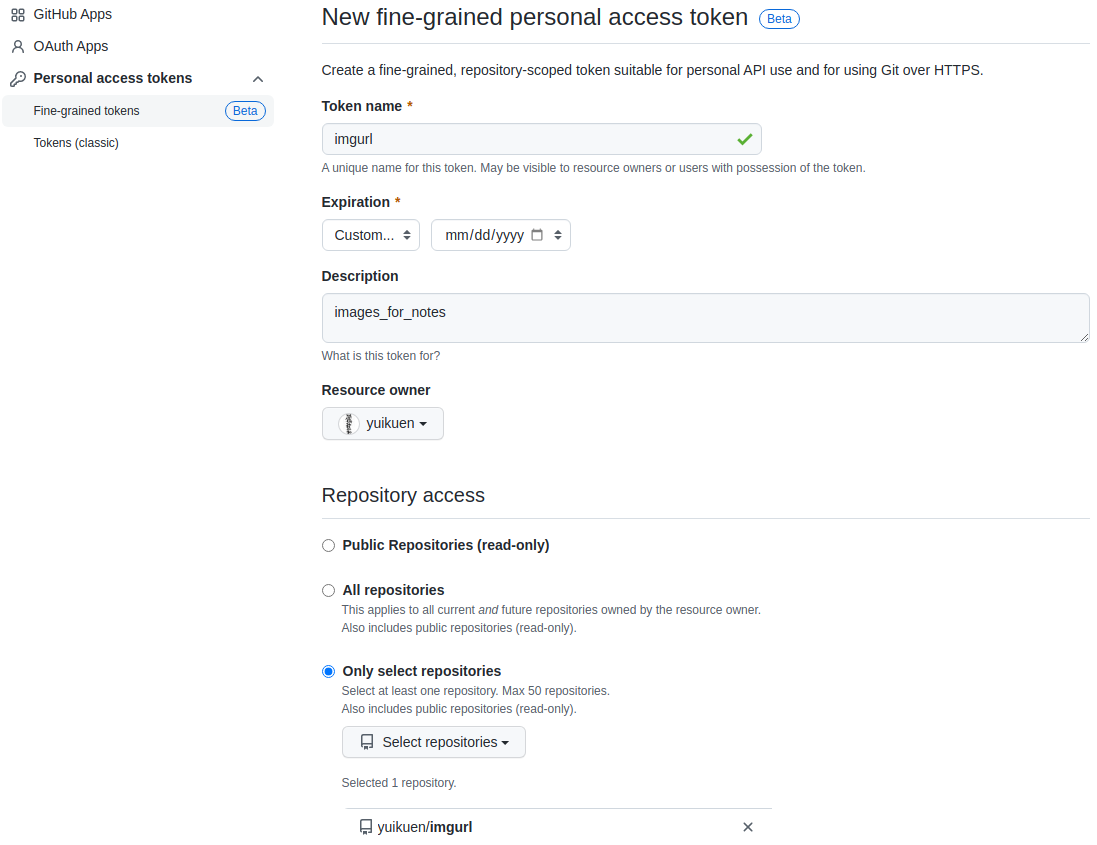 GitHub Apps
OAuth Apps
Personal access tokens
Fine-grained tokens Beta
Tokens (classic)
New fine-grained personal access token Beta
Create a fine-grained, repository-scoped token suitable for personal API use and for using Git over HTTPS.
Token name *
imgurl
A unique name for this token. May be visible to resource owners or users with possession of the token.
Expiration *
Custom... mm/dd/yyyy
Description
images_for_notes
What is this token for?
Resource owner
yuikuen
Repository access
Public Repositories (read-only)
All repositories
This applies to all current and future repositories owned by the resource owner.
Also includes public repositories (read-only).
Only select repositories
Select at least one repository. Max 50 repositories.
Also includes public repositories (read-only).
Select repositories
Selected 1 repository.
yuikuen/imgurl